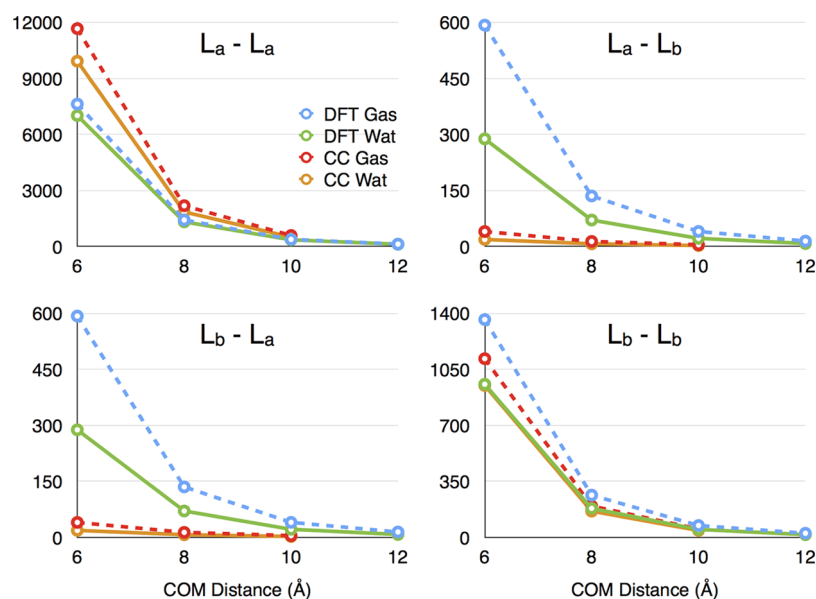 La - La
12000
9000
6000
3000
0
6 8 10 12
DFT Gas
DFT Wat
CC Gas
CC Wat
La - Lb
600
450
300
150
0
6 8 10 12
Lb - La
600
450
300
150
0
6 8 10 12
COM Distance (Å)
Lb - Lb
1400
1050
700
350
0
6 8 10 12
COM Distance (Å)